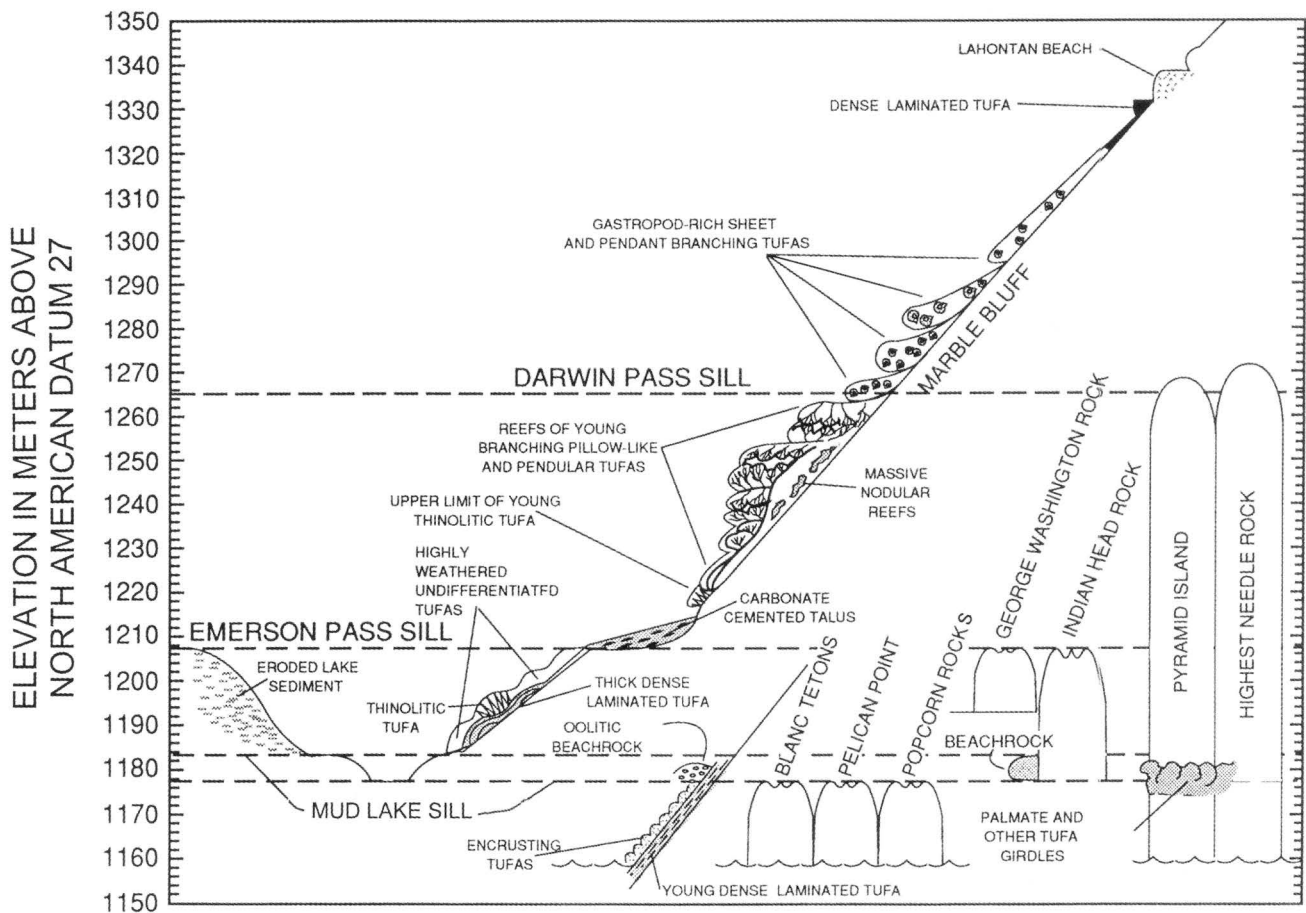 ELEVATION IN METERS ABOVE
NORTH AMERICAN DATUM 27
1350
1340
1330
1320
1310
1300
1290
1280
1270
1260
1250
1240
1230
1220
1210
1200
1190
1180
1170
1160
1150
LAHONTAN BEACH
DENSE LAMINATED TUFA
GASTROPOD-RICH SHEET
AND PENDANT BRANCHING TUFAS
MARBLE BLUFF
DARWIN PASS SILL
REEFS OF YOUNG
BRANCHING PILLOW-LIKE
AND PENDULAR TUFAS
MASSIVE
NODULAR
REEFS
UPPER LIMIT OF YOUNG
THINOLITIC TUFA
HIGHLY
WEATHERED
UNDIFFERENTIATFD
TUFAS
CARBONATE
CEMENTED TALUS
EMERSON PASS SILL
ERODED LAKE
SEDIMENT
THINOLITIC
TUFA
THICK DENSE
LAMINATED TUFA
OOLITIC
BEACHROCK
MUD LAKE SILL
ENCRUSTING
TUFAS
YOUNG DENSE LAMINATED TUFA
BLANC TETONS
PELICAN POINT
POPCORN ROCKS
GEORGE WASHINGTON ROCK
INDIAN HEAD ROCK
PYRAMID ISLAND
HIGHEST NEEDLE ROCK
BEACHROCK
PALMATE AND
OTHER TUFA
GIRDLES